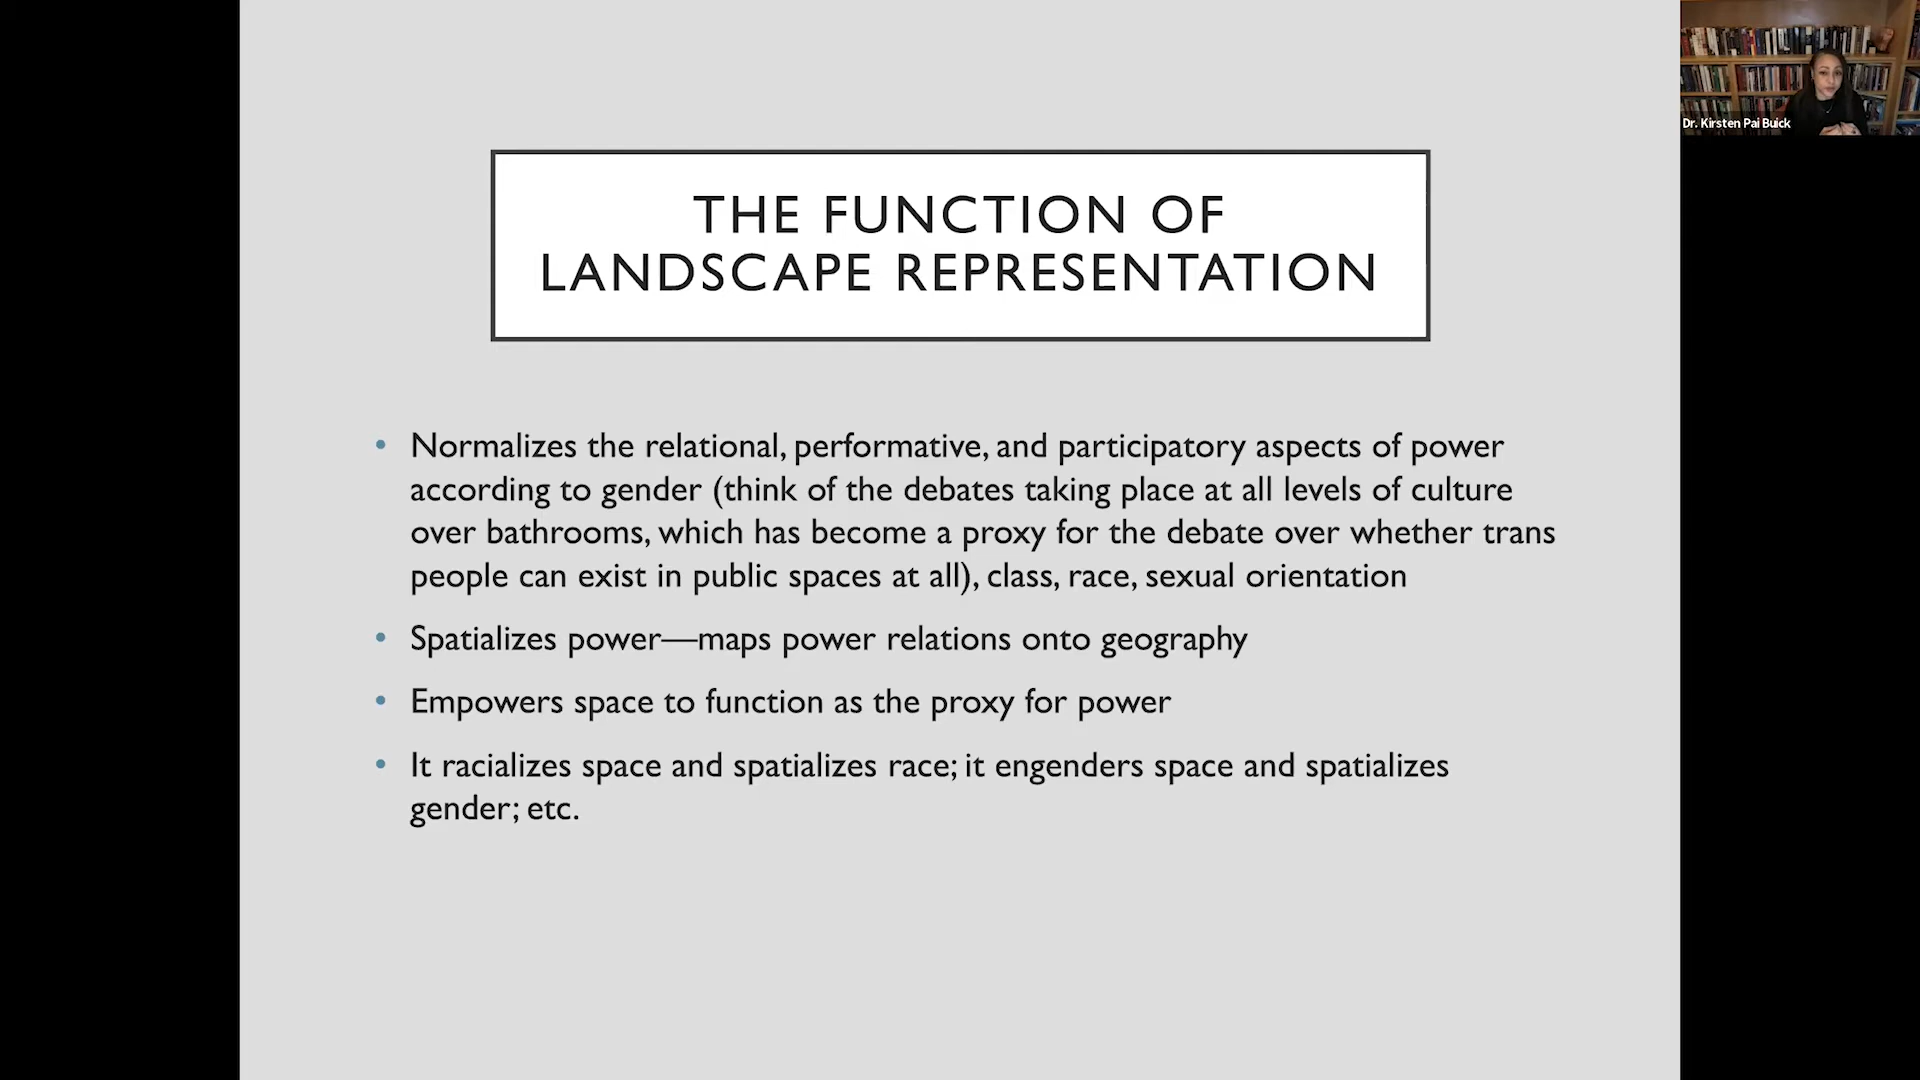 Dr. Kirsten Pai Buick
THE FUNCTION OF
LANDSCAPE REPRESENTATION
• Normalizes the relational, performative, and participatory aspects of power
according to gender (think of the debates taking place at all levels of culture
over bathrooms, which has become a proxy for the debate over whether trans
people can exist in public spaces at all), class, race, sexual orientation
• Spatializes power—maps power relations onto geography
• Empowers space to function as the proxy for power
• It racializes space and spatializes race; it engenders space and spatializes
gender; etc.